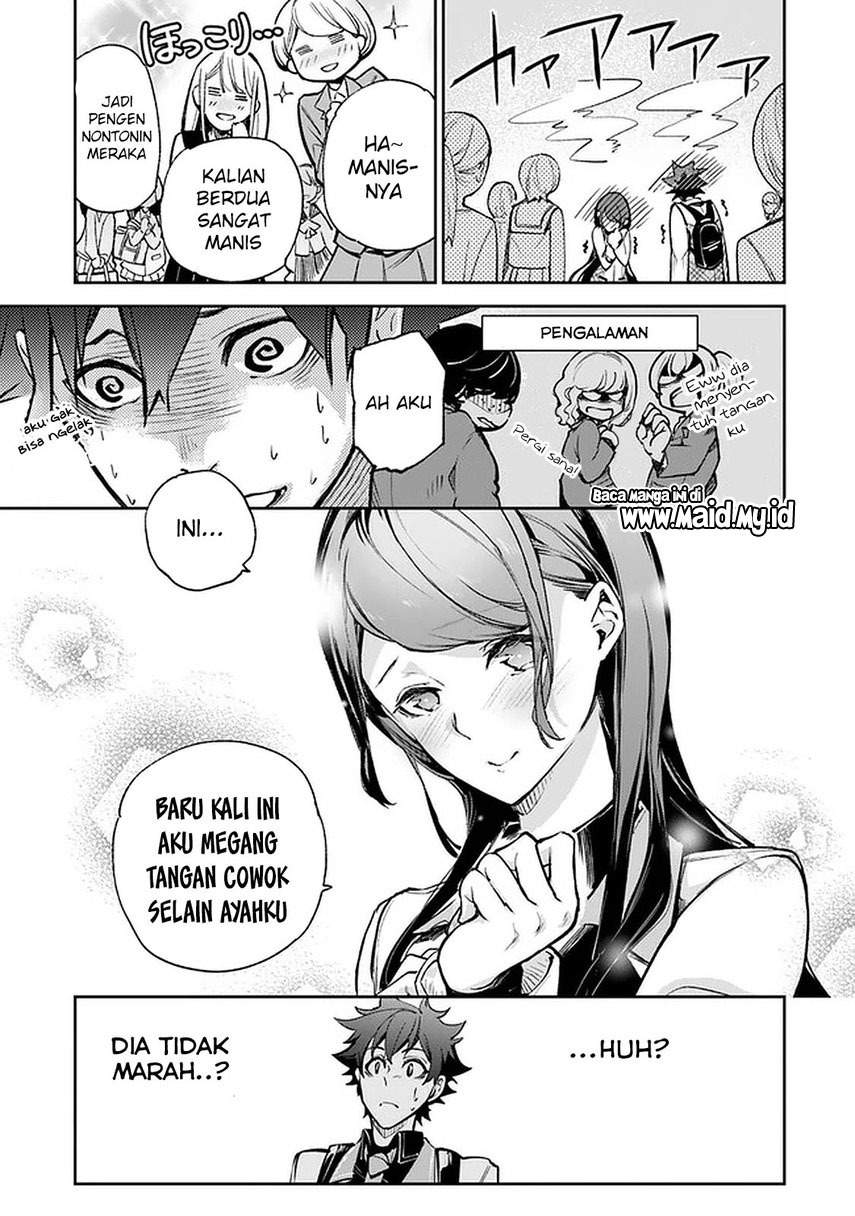 カアアアアア
ほっこり…
HA~
MANIS-
NYA
KALIAN
BERDUA
SANGAT
MANIS
JADI
PENGEN
NONTONIN
MERAKA
PENGALAMAN
Eww dia
menyen-
tuh tangan
ku
Pergi sana!
AH AKU
aku gak
Bisa ngelak
Baca manga ini di
www.Maid.My.id
INI...
BARU KALI INI
AKU MEGANG
TANGAN COWOK
SELAIN AYAHKU
...HUH?
DIA TIDAK
MARAH..?